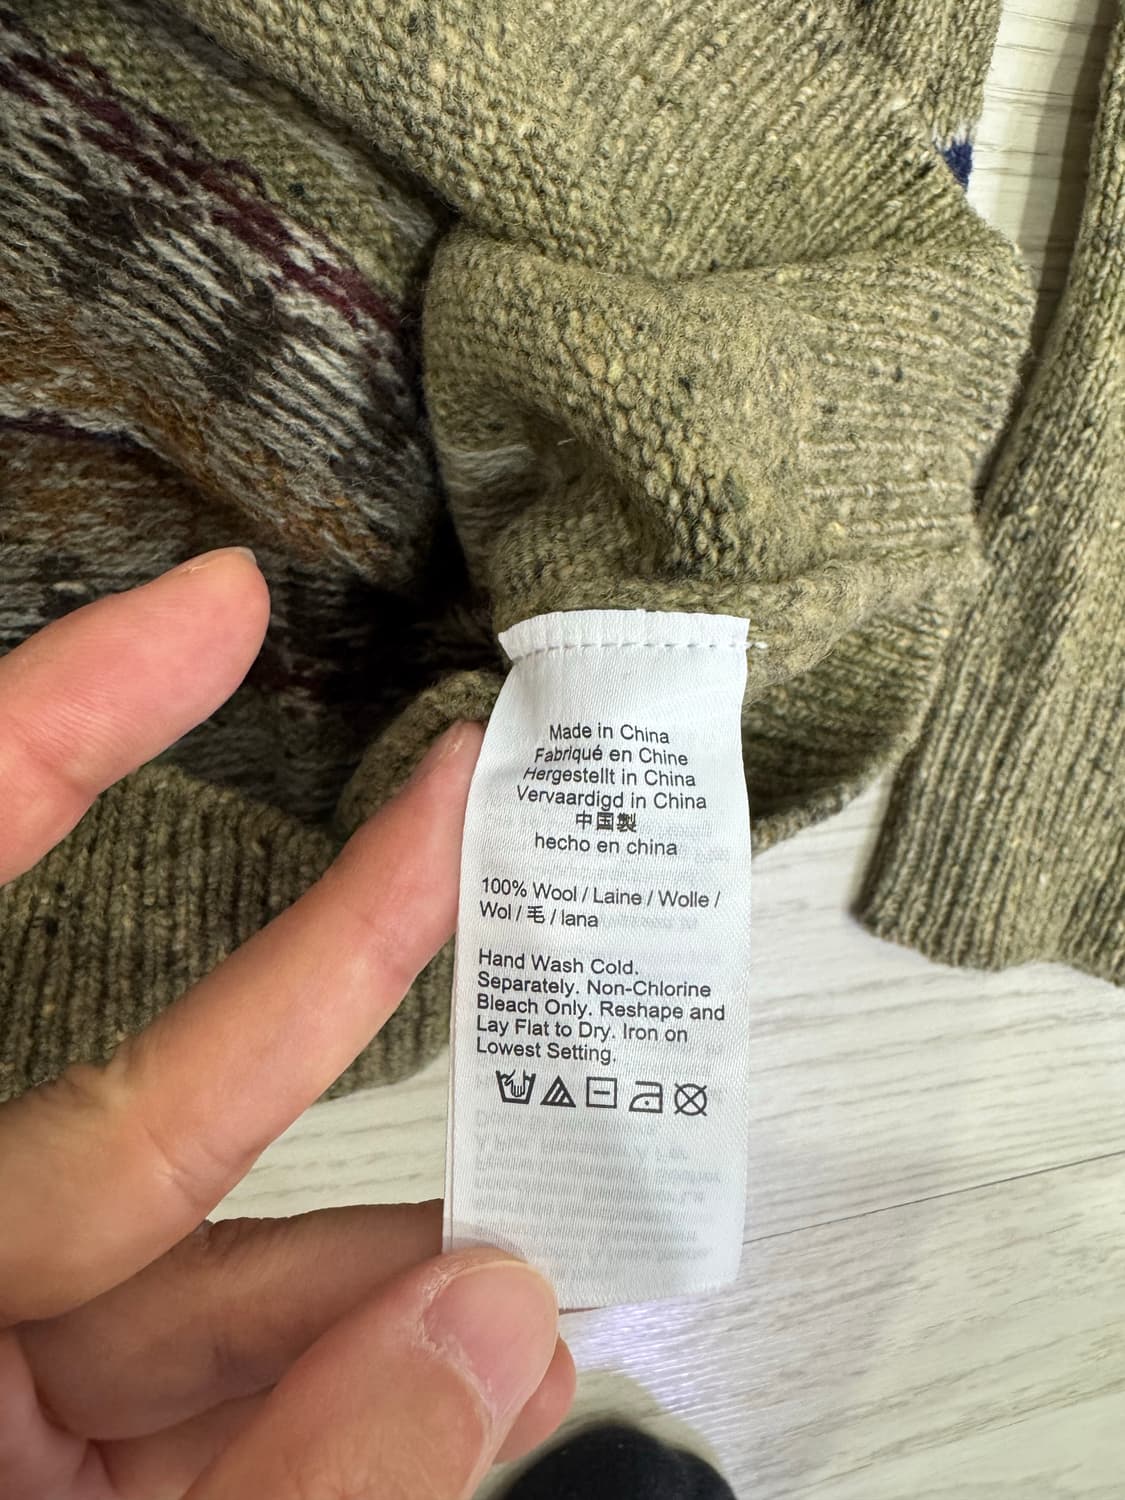 Made in China
Fabriqué en Chine
Hergestellt in China
Vervaardigd in China
中国製
hecho en china
100% Wool / Laine / Wolle /
Wol / 毛 / lana
Hand Wash Cold.
Separately. Non-Chlorine
Bleach Only. Reshape and
Lay Flat to Dry. Iron on
Lowest Setting.